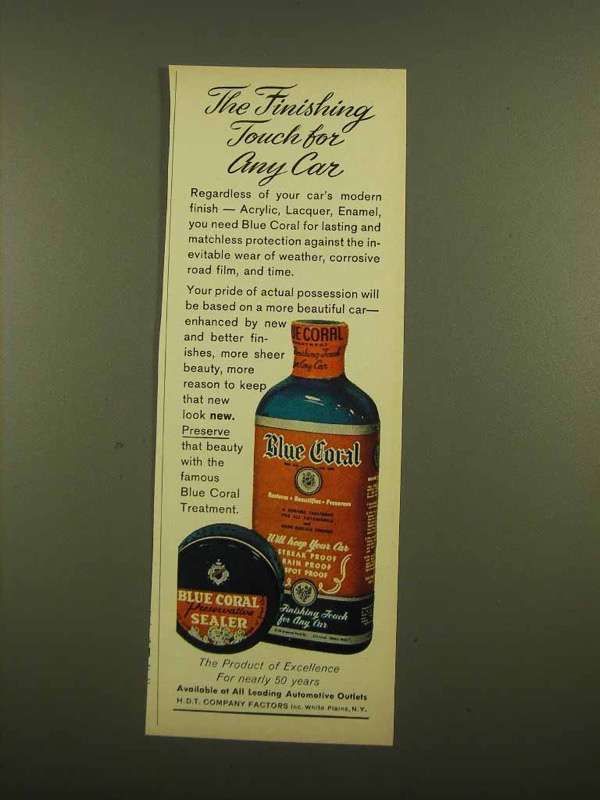 The Finishing
Touch for
Any Car
Regardless of your car's modern
finish — Acrylic, Lacquer, Enamel,
you need Blue Coral for lasting and
matchless protection against the in-
evitable wear of weather, corrosive
road film, and time.
Your pride of actual possession will
be based on a more beautiful car—
enhanced by new
and better fin-
ishes, more sheer
beauty, more
reason to keep
that new
look new.
Preserve
that beauty
with the
famous
Blue Coral
Treatment.
E CORAL
TREATMENT
Finishing Touch
for Any Car
Blue Coral
Restores • Beautifies • Preserves
Will Keep Your Car
STREAK PROOF
RAIN PROOF
SPOT PROOF
Finishing Touch
for Any Car
BLUE CORAL
Preservative
SEALER
The Product of Excellence
For nearly 50 years
Available at All Leading Automotive Outlets
H.D.T. COMPANY FACTORS Inc. White Plains, N.Y.